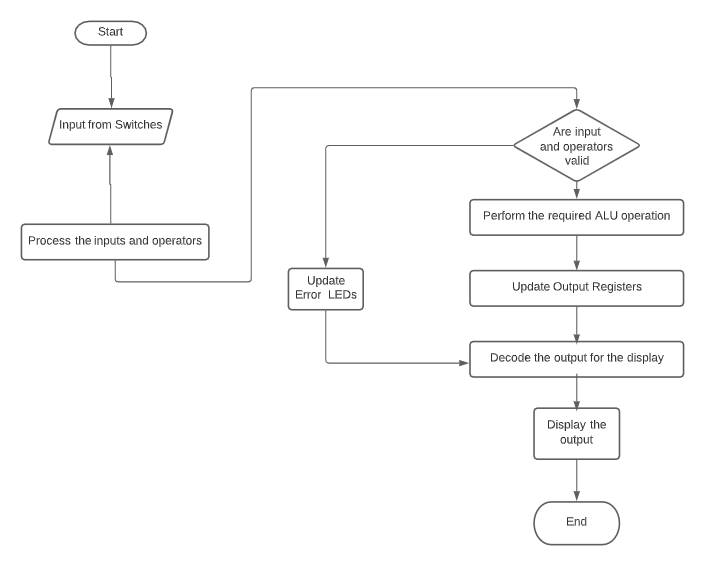 Start
Input from Switches
Process the inputs and operators
Are input
and operators
valid
Perform the required ALU operation
Update
Error LEDs
Update Output Registers
Decode the output for the display
Display the
output
End